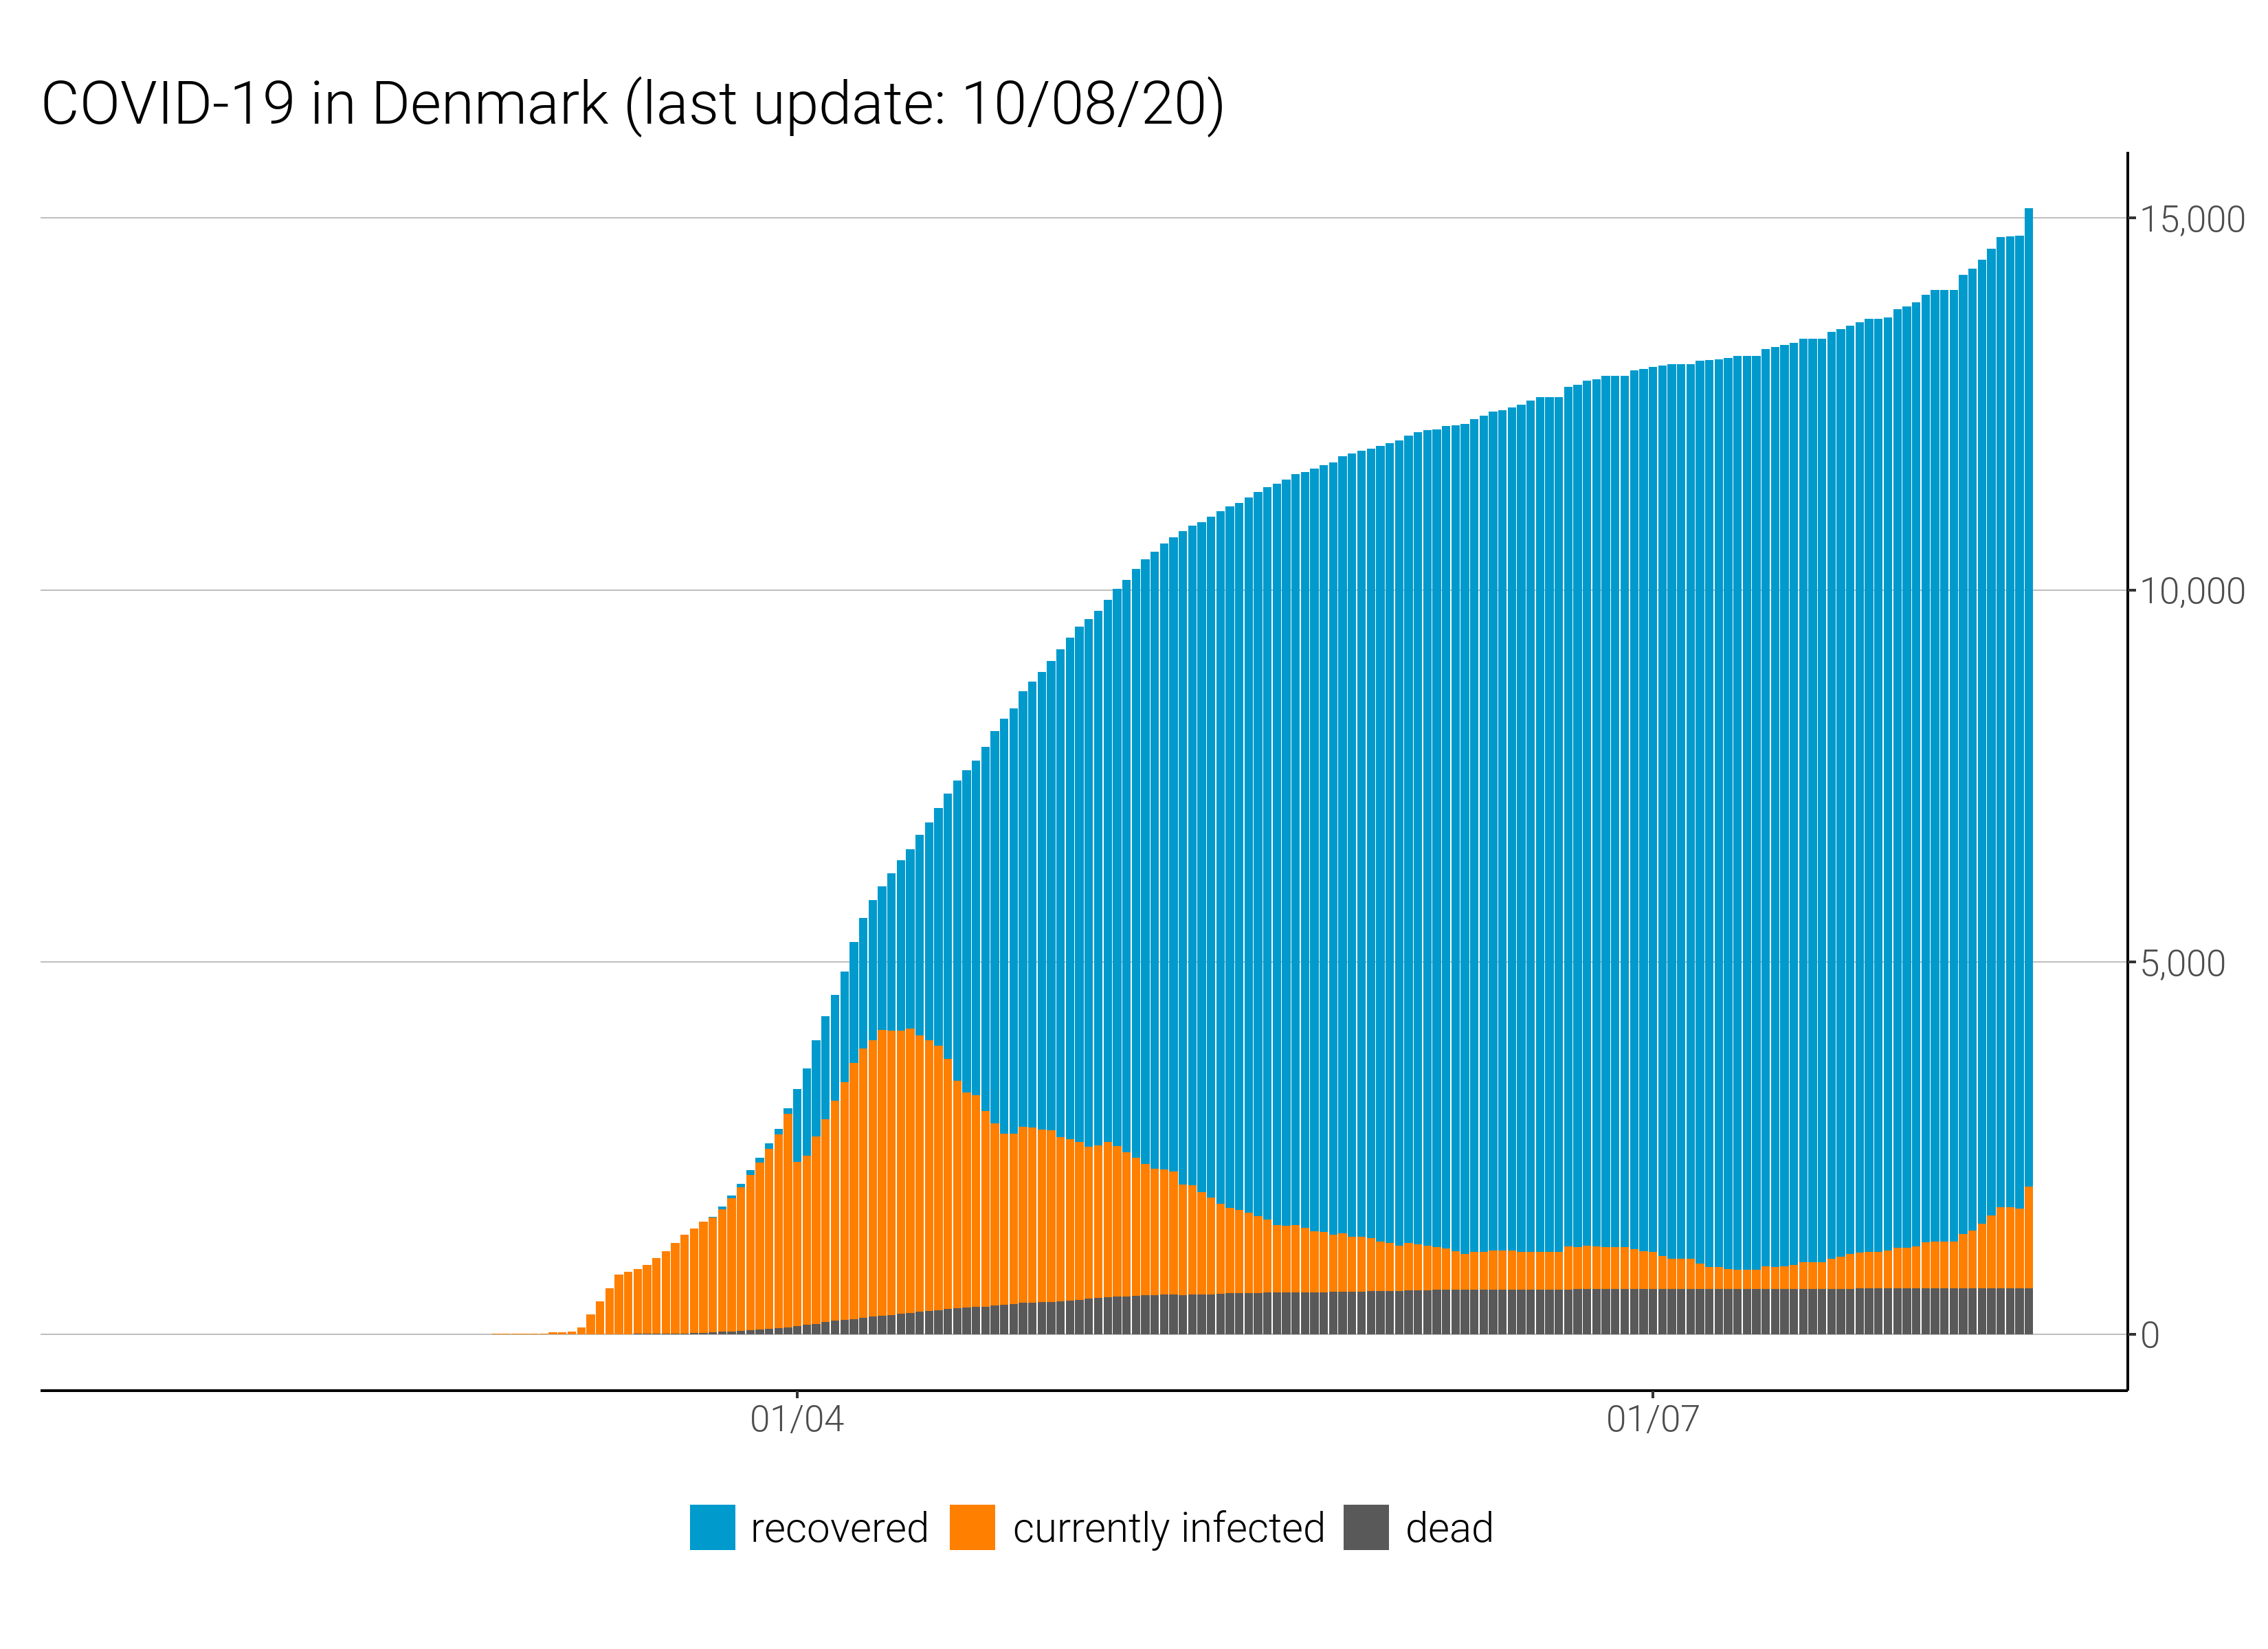 COVID-19 in Denmark (last update: 10/08/20)
15,000
10,000
5,000
0
01/04 01/07
recovered currently infected dead